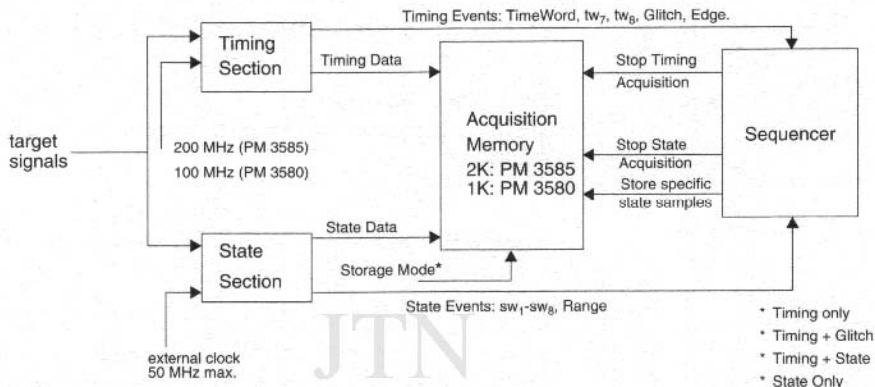 Timing Events: TimeWord, tw₇, tw₈, Glitch, Edge.
Timing
Section
Timing Data
Stop Timing
Acquisition
target
signals
200 MHz (PM 3585)
100 MHz (PM 3580)
Acquisition
Memory
2K: PM 3585
1K: PM 3580
Stop State
Acquisition
Store specific
state samples
Sequencer
State
Section
State Data
Storage Mode*
State Events: sw₁-sw₈, Range
external clock
50 MHz max.
* Timing only
* Timing + Glitch
* Timing + State
* State Only
JTN